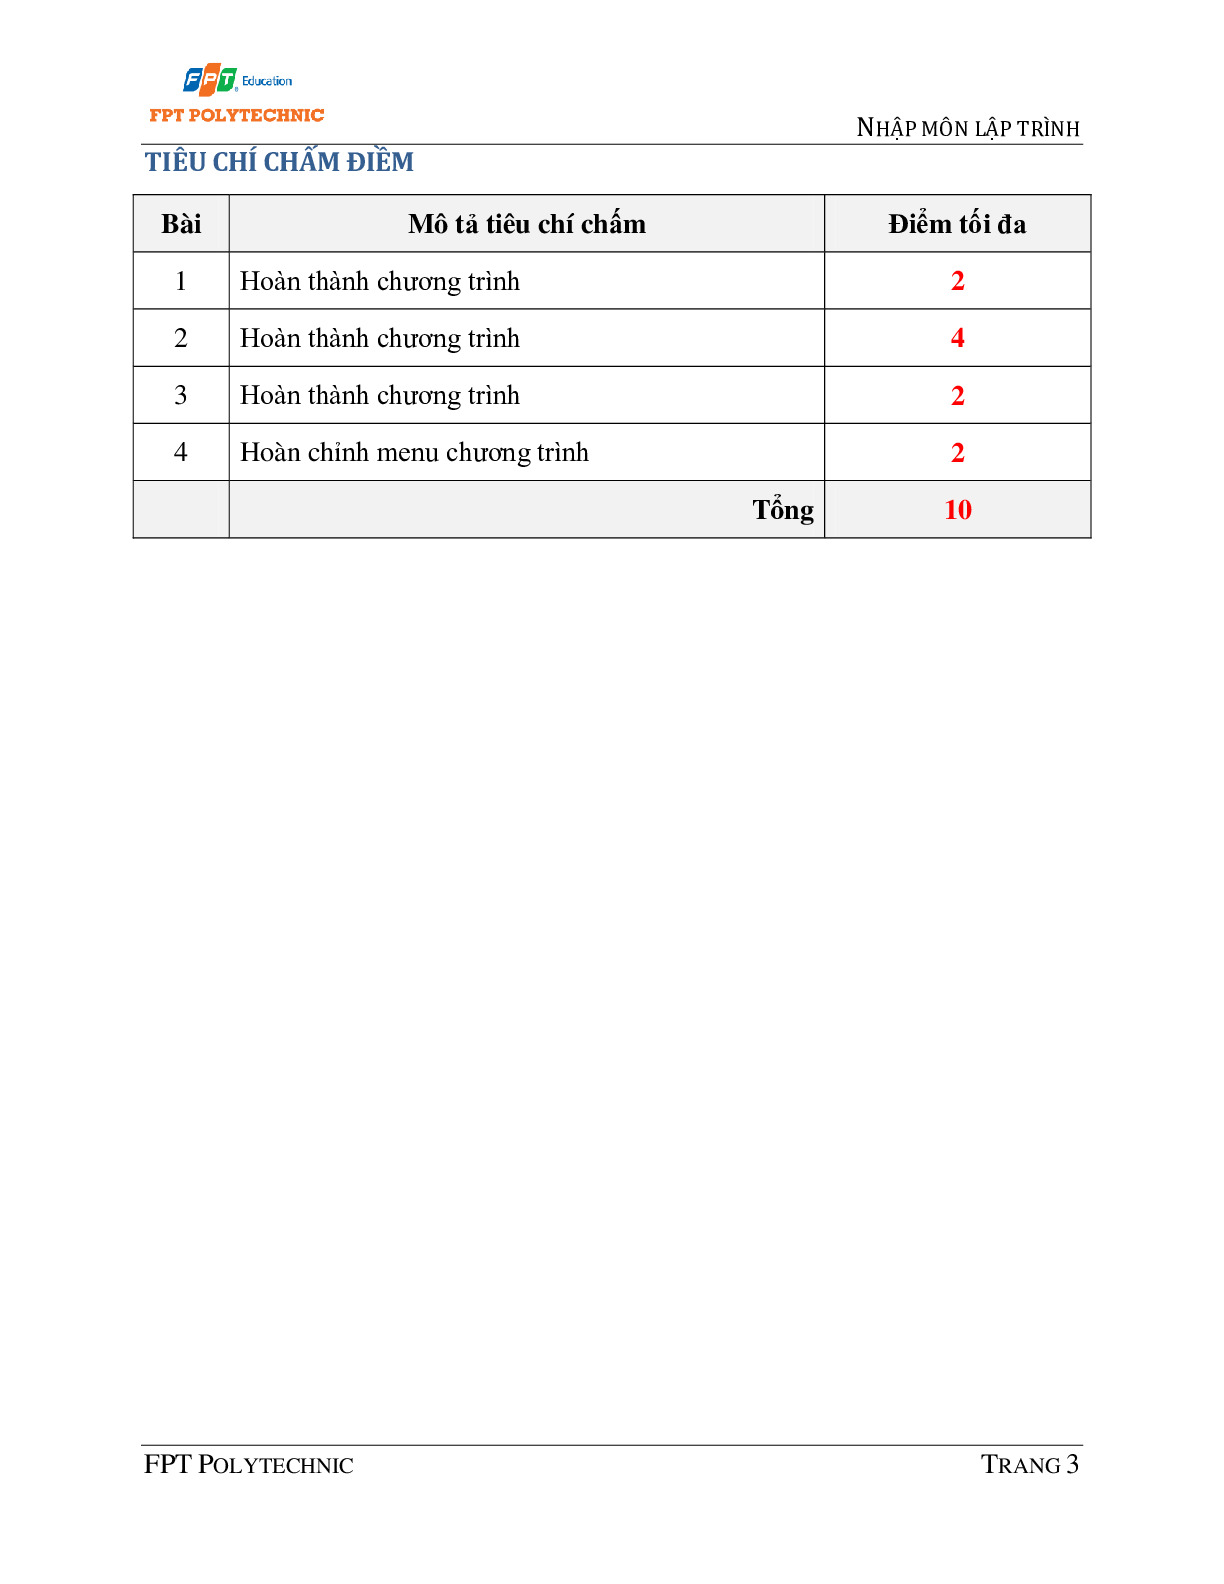 FPT Education
FPT POLYTECHNIC
NHẬP MÔN LẬP TRÌNH
TIÊU CHÍ CHẤM ĐIỀM
Bài Mô tả tiêu chí chấm Điểm tối đa
1 Hoàn thành chương trình 2
2 Hoàn thành chương trình 4
3 Hoàn thành chương trình 2
4 Hoàn chỉnh menu chương trình 2
Tổng 10
FPT POLYTECHNIC TRANG 3